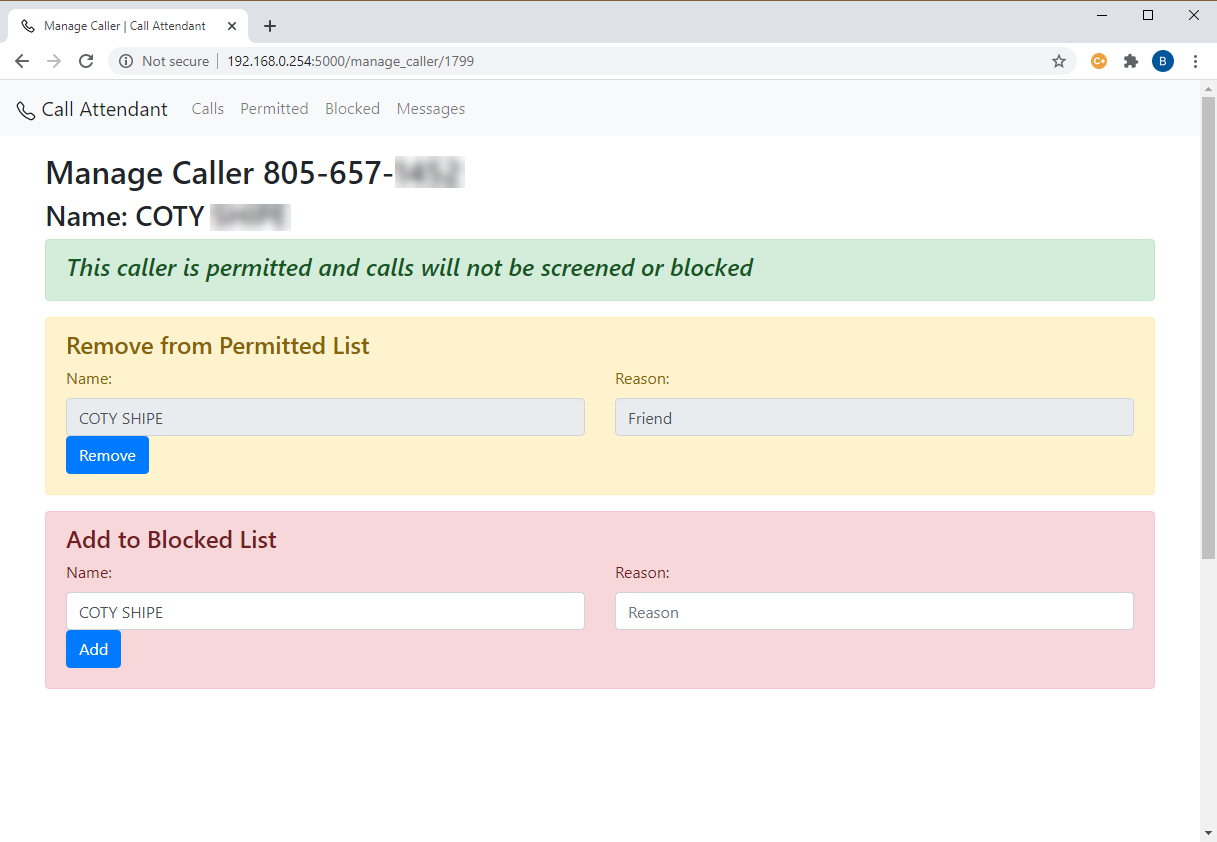 Manage Caller | Call Attendant
Not secure | 192.168.0.254:5000/manage_caller/1799
C+
B
Call Attendant Calls Permitted Blocked Messages
Manage Caller 805-657-
Name: COTY
This caller is permitted and calls will not be screened or blocked
Remove from Permitted List
Name: Reason:
COTY SHIPE Friend
Remove
Add to Blocked List
Name: Reason:
COTY SHIPE Reason
Add